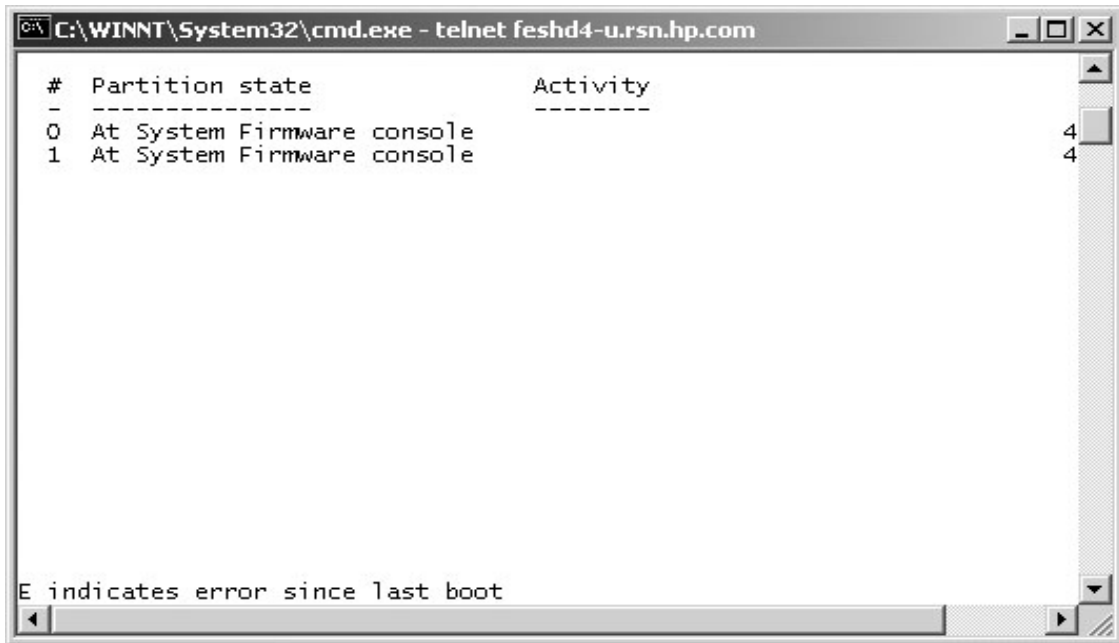 C:\WINNT\System32\cmd.exe - telnet feshd4-u.rsn.hp.com
# Partition state Activity
- --------------- --------
0 At System Firmware console 4
1 At System Firmware console 4
E indicates error since last boot